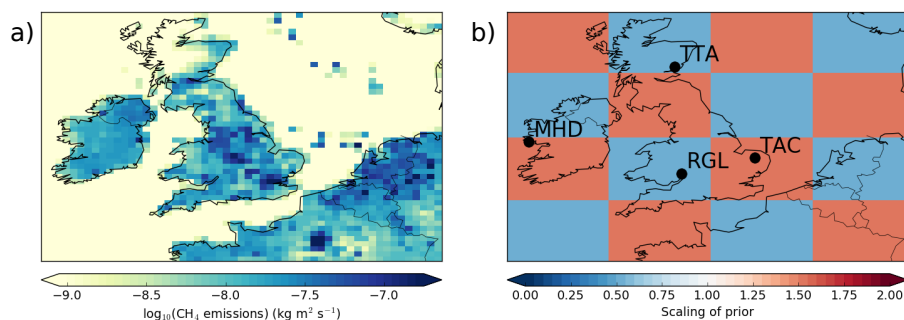 a)
b)
TTA
MHD
TAC
RGL
−9.0 −8.5 −8.0 −7.5 −7.0
log₁₀(CH₄ emissions) (kg m² s⁻¹)
0.00 0.25 0.50 0.75 1.00 1.25 1.50 1.75 2.00
Scaling of prior